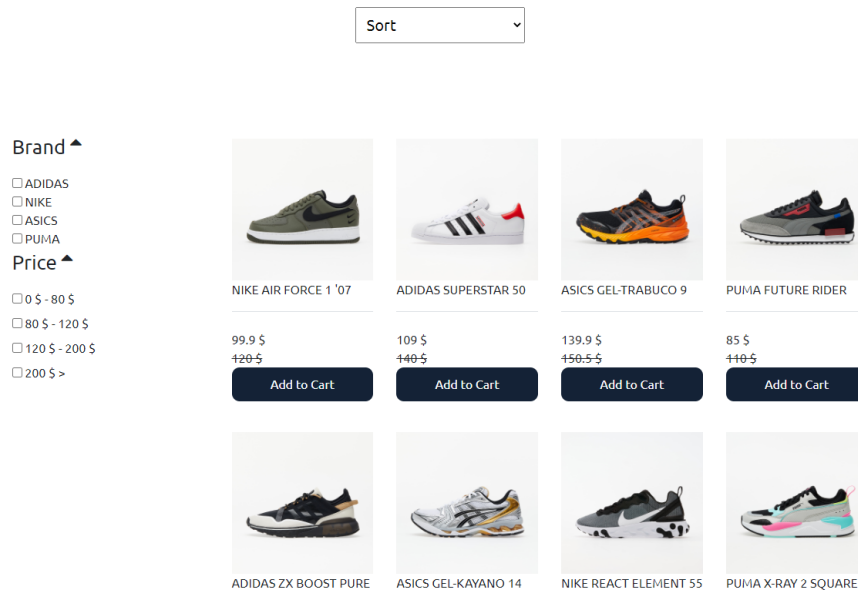 Sort
Brand
ADIDAS
NIKE
ASICS
PUMA
Price
0 $ - 80 $
80 $ - 120 $
120 $ - 200 $
200 $ >
NIKE AIR FORCE 1 '07
99.9 $
120 $
Add to Cart
ADIDAS SUPERSTAR 50
109 $
140 $
Add to Cart
ASICS GEL-TRABUCO 9
139.9 $
150.5 $
Add to Cart
PUMA FUTURE RIDER
85 $
110 $
Add to Cart
ADIDAS ZX BOOST PURE
ASICS GEL-KAYANO 14
NIKE REACT ELEMENT 55
PUMA X-RAY 2 SQUARE